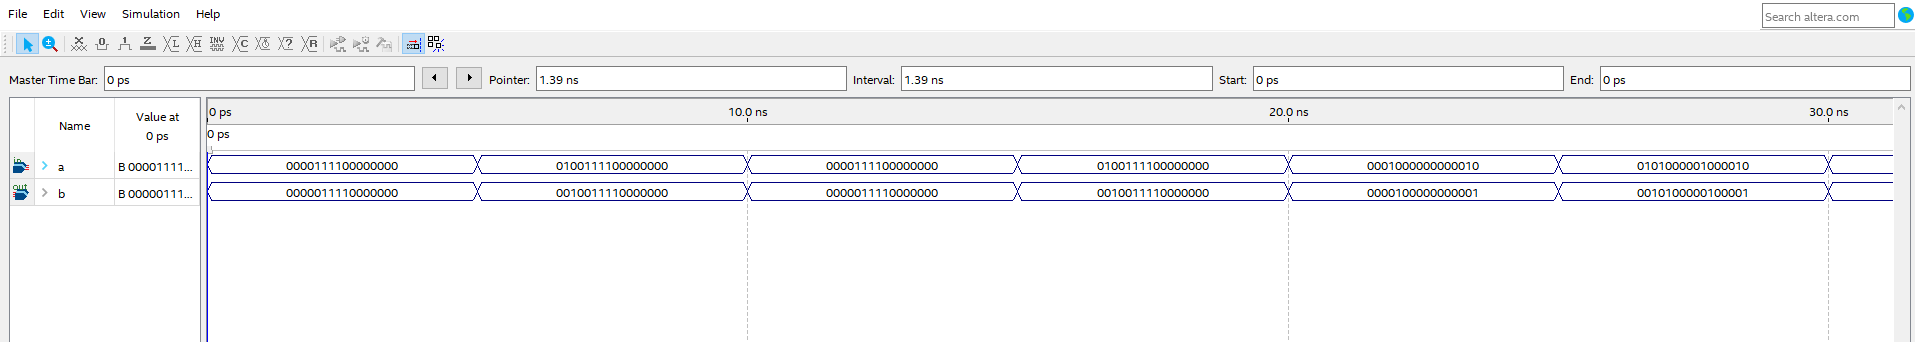 File Edit View Simulation Help
Search altera.com
Master Time Bar: 0 ps Pointer: 1.39 ns Interval: 1.39 ns Start: 0 ps End: 0 ps
Name Value at 0 ps
0 ps 10.0 ns 20.0 ns 30.0 ns
0 ps
a B 00001111... 0000111100000000 0100111100000000 0000111100000000 0100111100000000 0001000000000010 0101000001000010
b B 00000111... 0000011110000000 0010011110000000 0000011110000000 0010011110000000 0000100000000001 0010100000100001